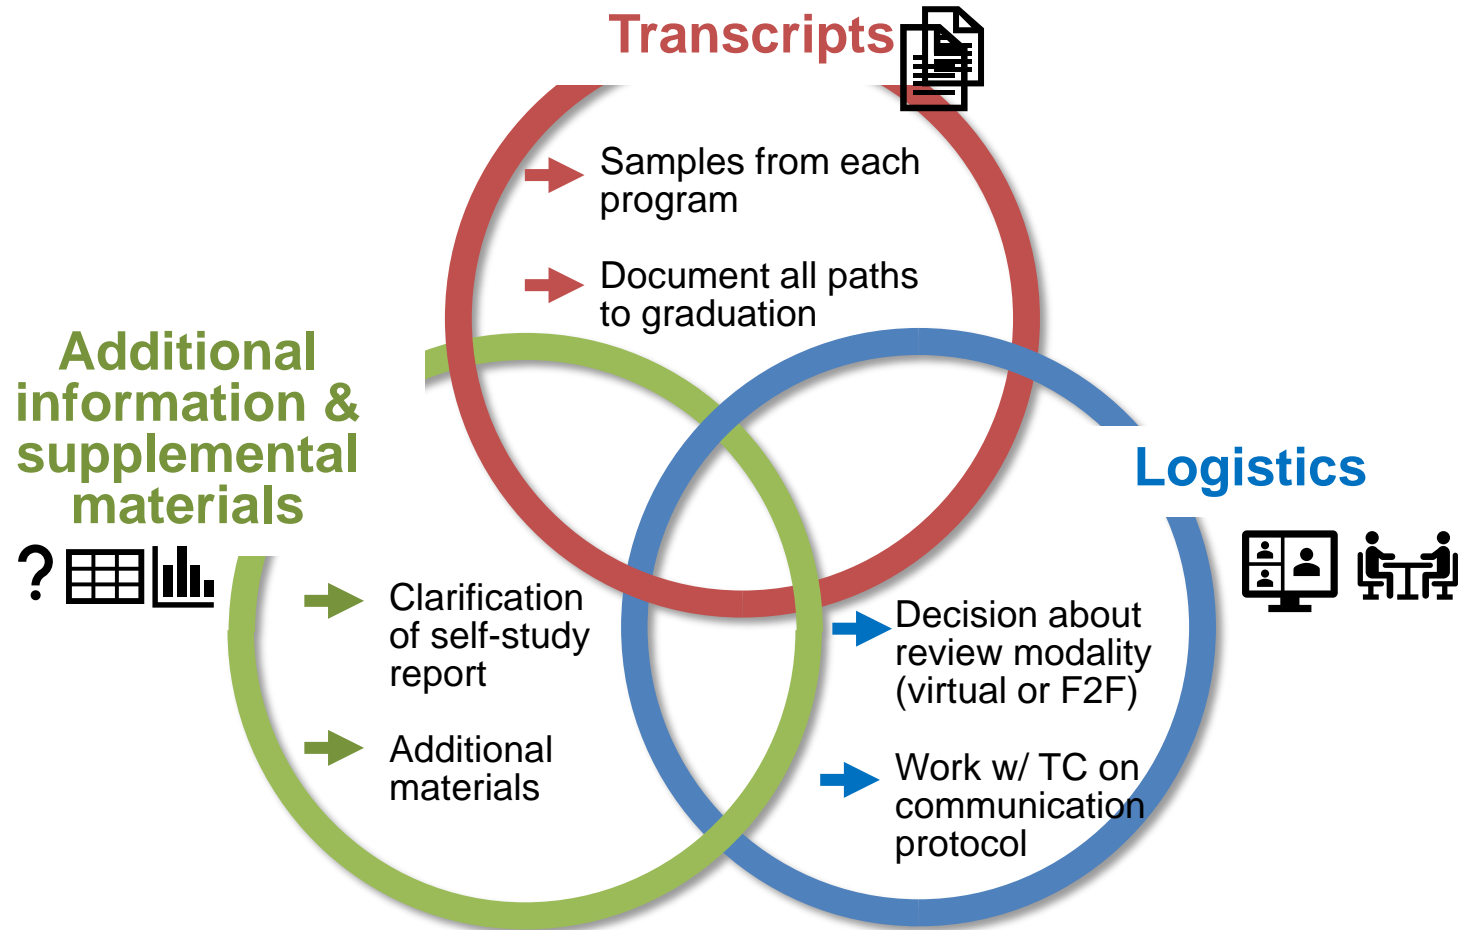 Transcripts
Samples from each
program
Document all paths
to graduation
Additional
information &
supplemental
materials
?
Clarification
of self-study
report
Additional
materials
Logistics
Decision about
review modality
(virtual or F2F)
Work w/ TC on
communication
protocol